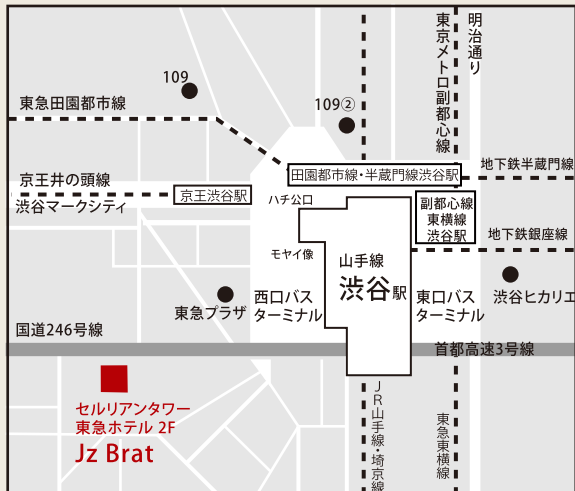 109
109②
東急田園都市線
東京メトロ副都心線
明治通り
田園都市線・半蔵門線渋谷駅
地下鉄半蔵門線
京王井の頭線
渋谷マークシティ
京王渋谷駅
ハチ公口
副都心線
東横線
渋谷駅
地下鉄銀座線
モヤイ像
山手線
渋谷駅
東急プラザ
西口バス
ターミナル
東口バス
ターミナル
渋谷ヒカリエ
国道246号線
首都高速3号線
セルリアンタワー
東急ホテル 2F
Jz Brat
JR山手線・埼京線
東急東横線